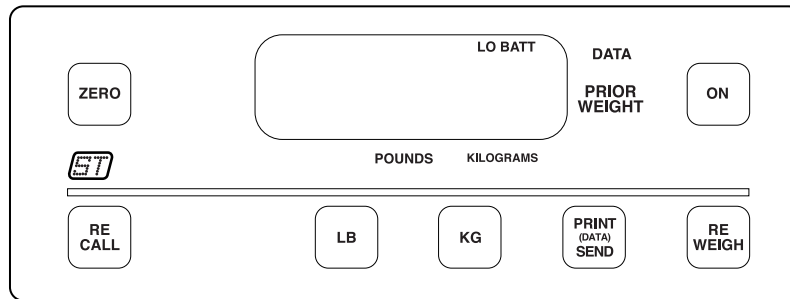 LO BATT
DATA
ZERO
PRIOR
WEIGHT
ON
POUNDS
KILOGRAMS
ST
RE
CALL
LB
KG
PRINT
(DATA)
SEND
RE
WEIGH